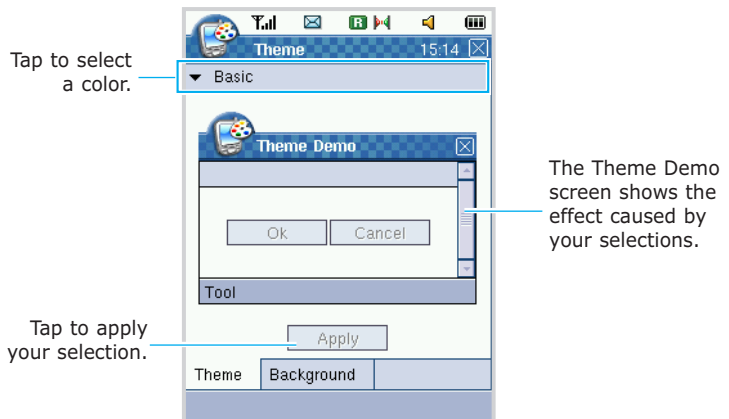 Tap to select
a color.
R
Theme 15:14
Basic
Theme Demo
Ok Cancel
Tool
The Theme Demo
screen shows the
effect caused by
your selections.
Tap to apply
your selection.
Apply
Theme Background